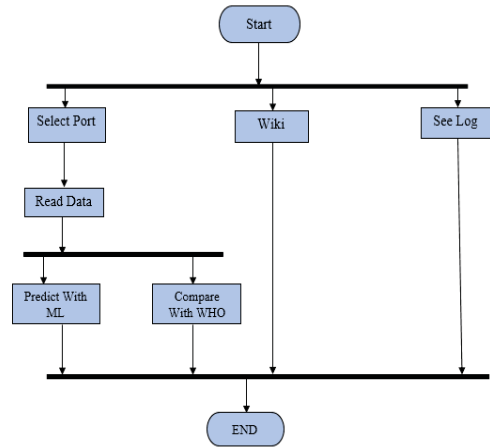 Start
Select Port
Wiki
See Log
Read Data
Predict With
ML
Compare
With WHO
END